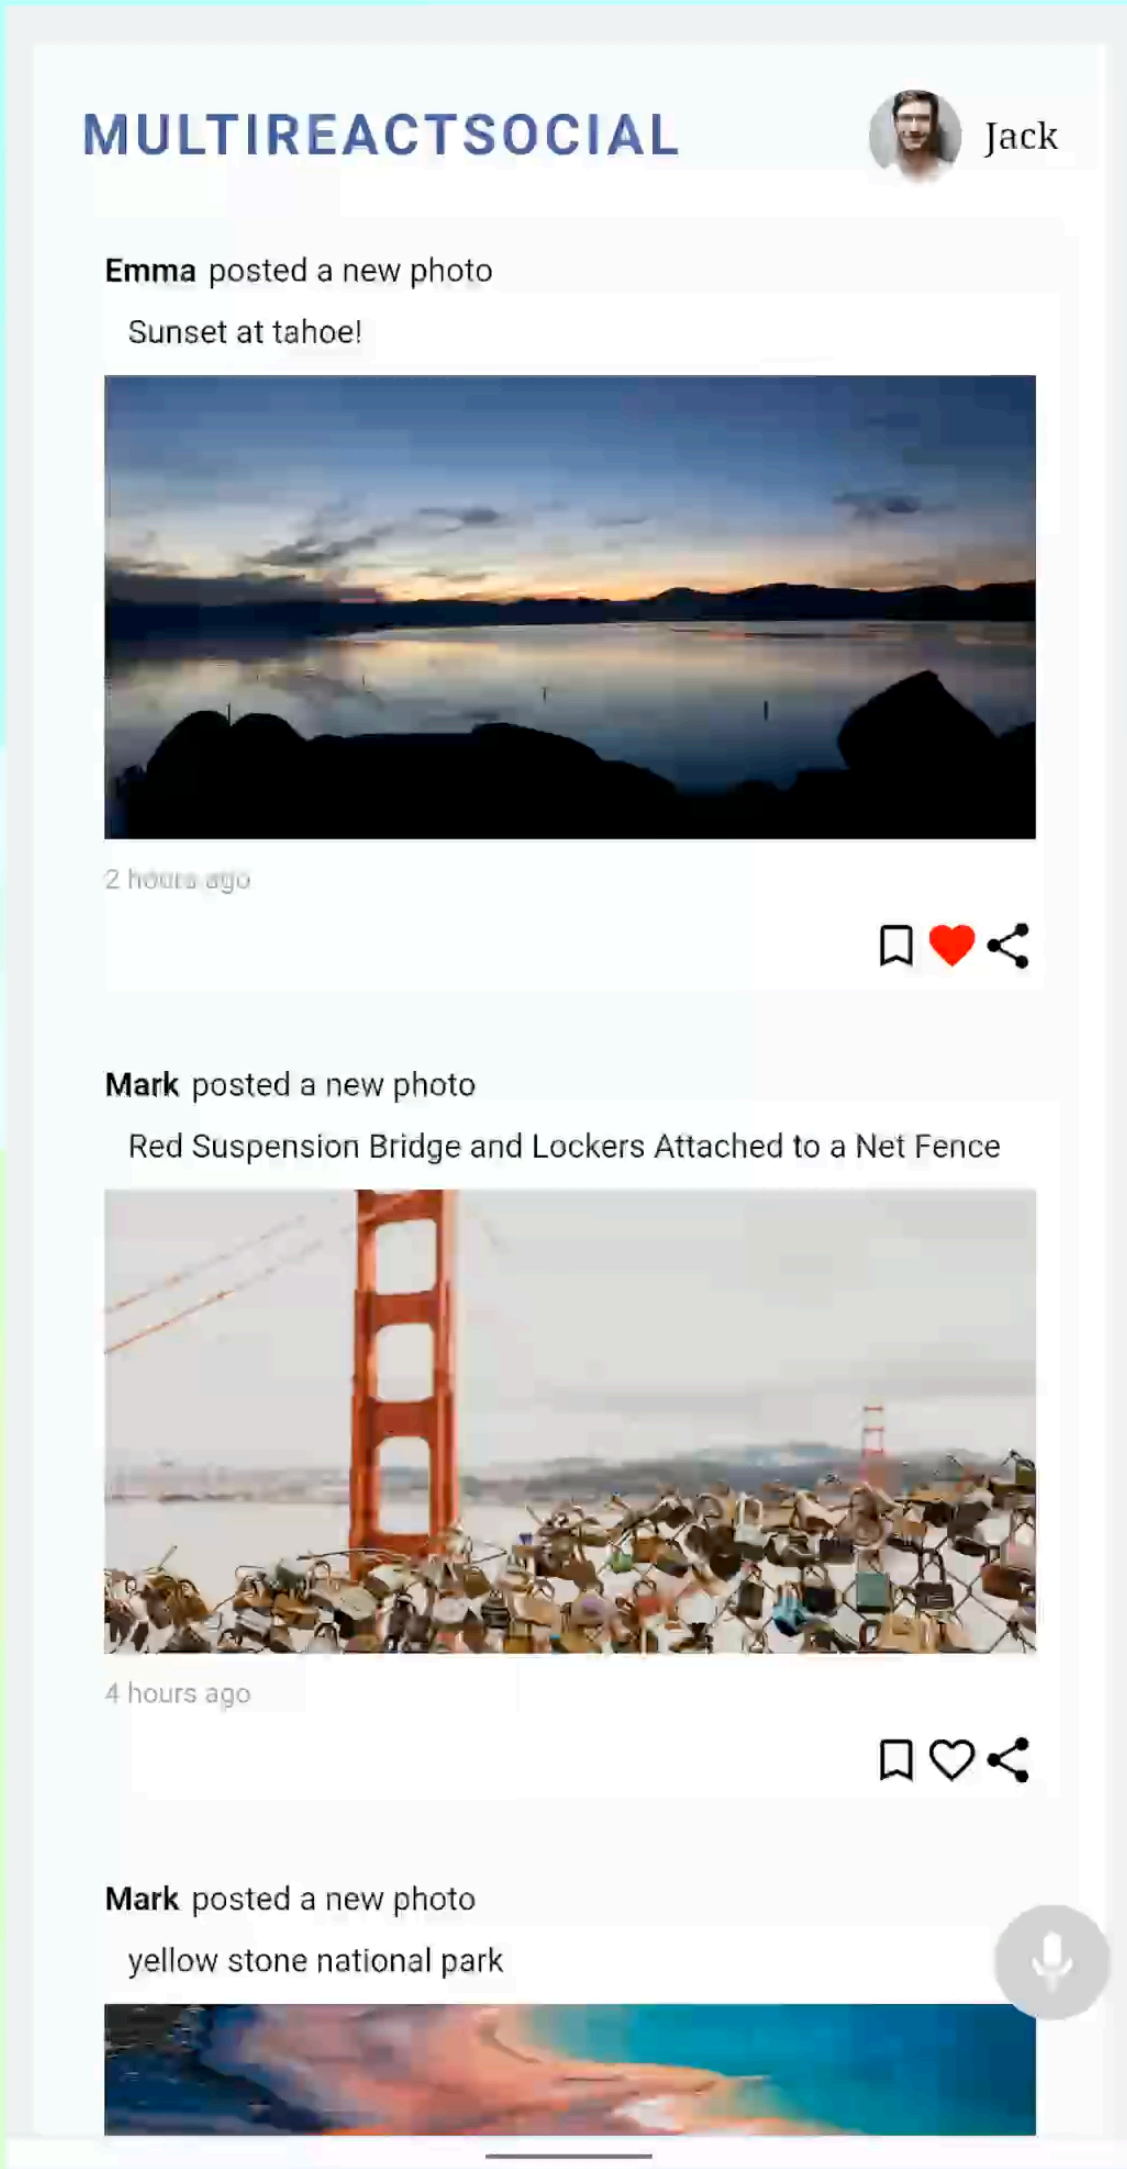 MULTIREACTSOCIAL
Jack
Emma posted a new photo
Sunset at tahoe!
2 hours ago
Mark posted a new photo
Red Suspension Bridge and Lockers Attached to a Net Fence
4 hours ago
Mark posted a new photo
yellow stone national park